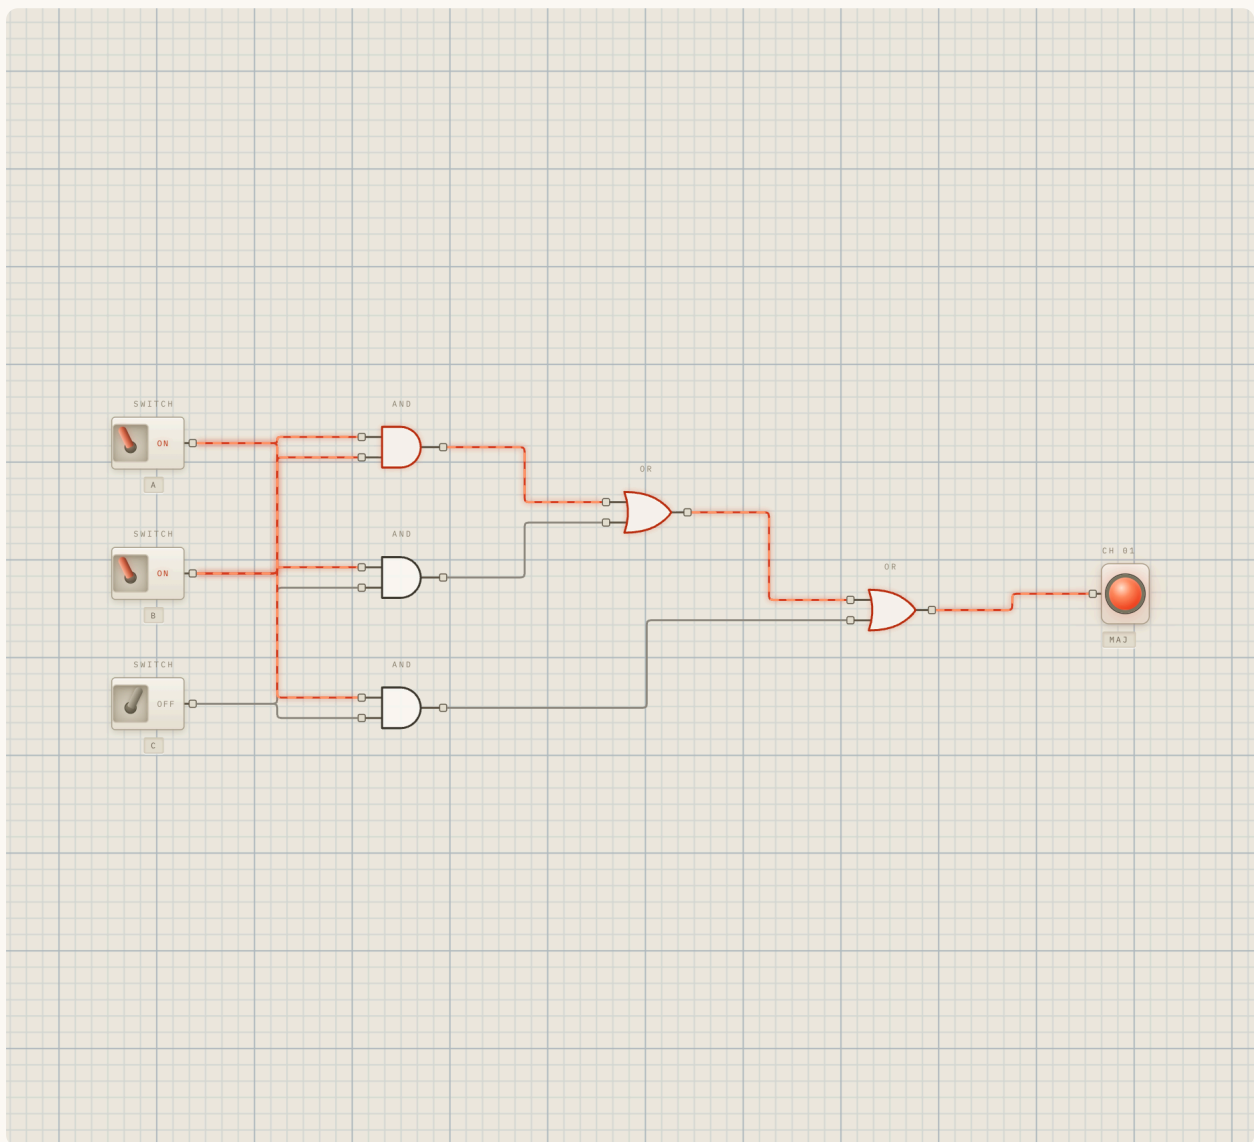 SWITCH
AND
ON
A
OR
SWITCH
AND
ON
B
CH 01
OR
MAJ
SWITCH
AND
OFF
C